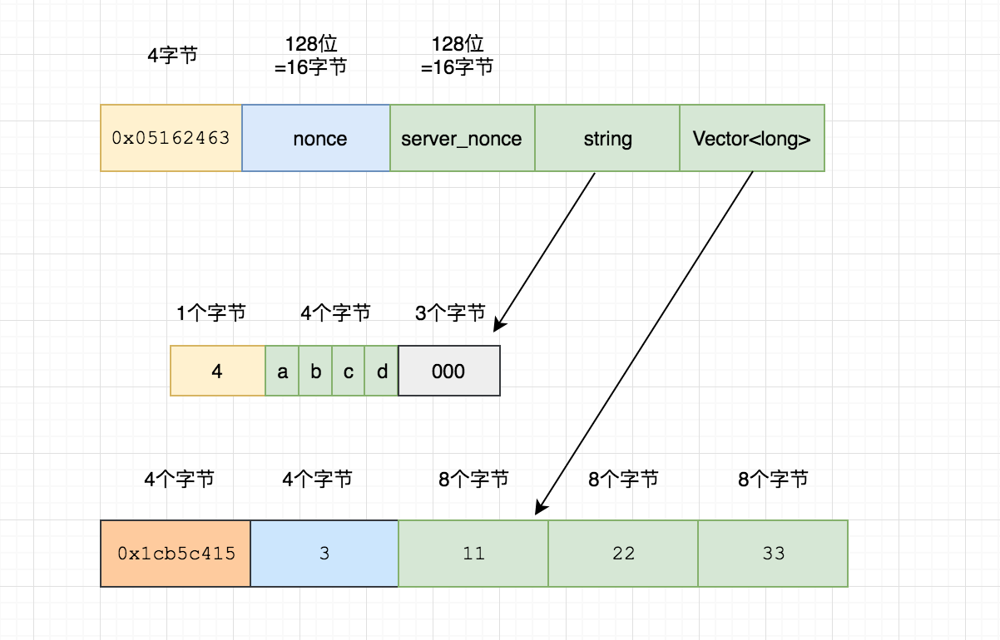 4字节
128位
=16字节
128位
=16字节
0x05162463
nonce
server_nonce
string
Vector<long>
1个字节
4个字节
3个字节
4
a
b
c
d
000
4个字节
4个字节
8个字节
8个字节
8个字节
0x1cb5c415
3
11
22
33